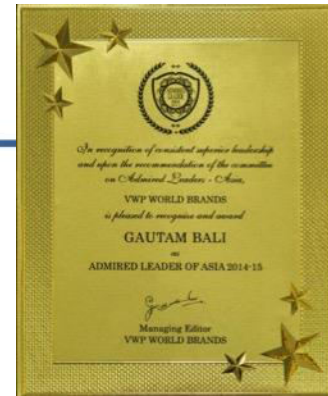 In recognition of consistent superior leadership
and upon the recommendation of the committee
on Admired Leaders - Asia,
VWP WORLD BRANDS
is pleased to recognise and award
GAUTAM BALI
as
ADMIRED LEADER OF ASIA 2014-15
Managing Editor
VWP WORLD BRANDS